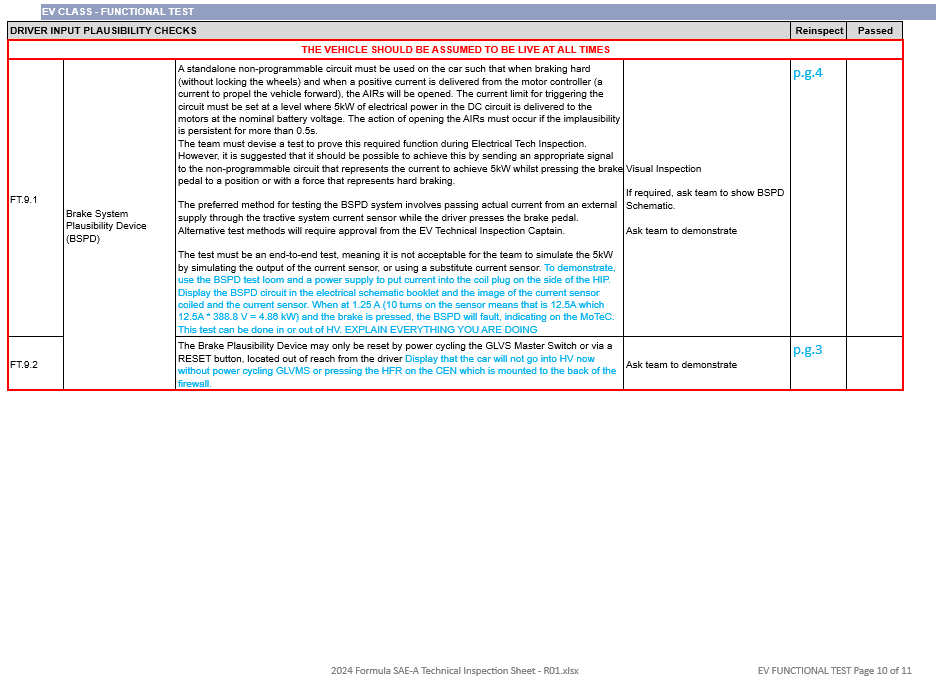 EV CLASS - FUNCTIONAL TEST
DRIVER INPUT PLAUSIBILITY CHECKS
Reinspect
Passed
THE VEHICLE SHOULD BE ASSUMED TO BE LIVE AT ALL TIMES
FT.9.1
Brake System
Plausibility Device
(BSPD)
A standalone non-programmable circuit must be used on the car such that when braking hard
(without locking the wheels) and when a positive current is delivered from the motor controller (a
current to propel the vehicle forward), the AIRs will be opened. The current limit for triggering the
circuit must be set at a level where 5kW of electrical power in the DC circuit is delivered to the
motors at the nominal battery voltage. The action of opening the AIRs must occur if the implausibility
is persistent for more than 0.5s.
The team must devise a test to prove this required function during Electrical Tech Inspection.
However, it is suggested that it should be possible to achieve this by sending an appropriate signal
to the non-programmable circuit that represents the current to achieve 5kW whilst pressing the brake
pedal to a position or with a force that represents hard braking.
The preferred method for testing the BSPD system involves passing actual current from an external
supply through the tractive system current sensor while the driver presses the brake pedal.
Alternative test methods will require approval from the EV Technical Inspection Captain.
The test must be an end-to-end test, meaning it is not acceptable for the team to simulate the 5kW
by simulating the output of the current sensor, or using a substitute current sensor. To demonstrate,
use the BSPD test loom and a power supply to put current into the coil plug on the side of the HIP.
Display the BSPD circuit in the electrical schematic booklet and the image of the current sensor
coiled and the current sensor. When at 1.25 A (10 turns on the sensor means that is 12.5A which
12.5A * 388.8 V = 4.86 kW) and the brake is pressed, the BSPD will fault, indicating on the MoTeC.
This test can be done in or out of HV. EXPLAIN EVERYTHING YOU ARE DOING
Visual Inspection
If required, ask team to show BSPD
Schematic.
Ask team to demonstrate
p.g.4
FT.9.2
The Brake Plausibility Device may only be reset by power cycling the GLVS Master Switch or via a
RESET button, located out of reach from the driver Display that the car will not go into HV now
without power cycling GLVMS or pressing the HFR on the CEN which is mounted to the back of the
firewall.
Ask team to demonstrate
p.g.3
2024 Formula SAE-A Technical Inspection Sheet - R01.xlsx
EV FUNCTIONAL TEST Page 10 of 11